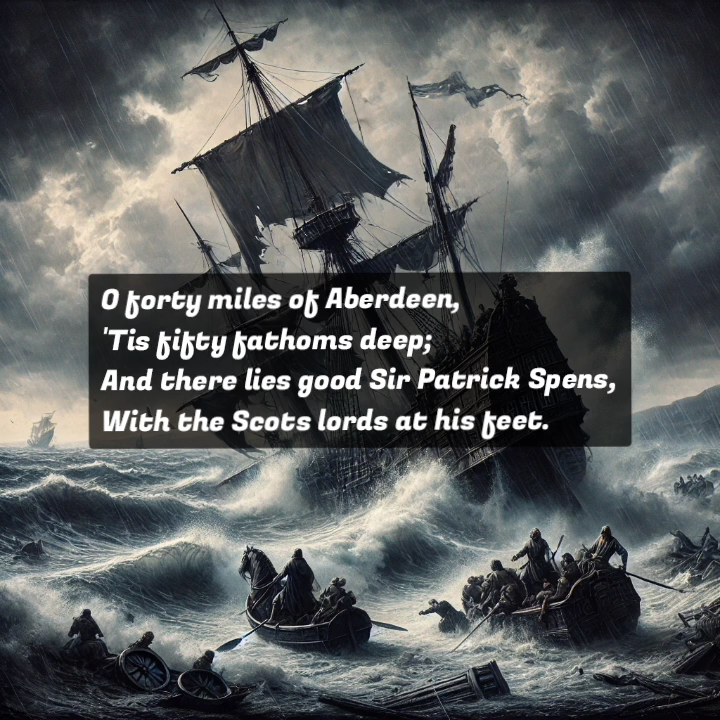 O forty miles of Aberdeen,
'Tis fifty fathoms deep;
And there lies good Sir Patrick Spens,
With the Scots lords at his feet.